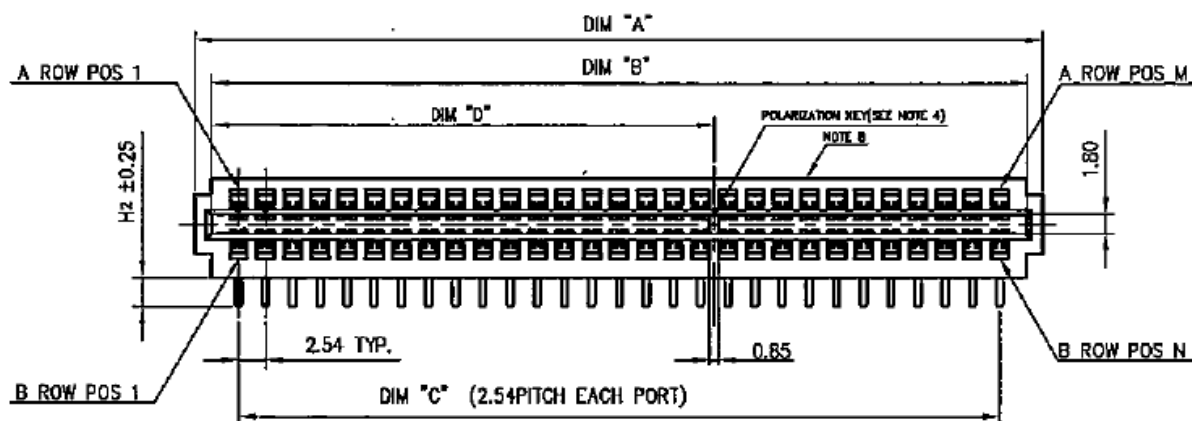 DIM "A"
A ROW POS 1
DIM "B"
A ROW POS M
DIM "D"
POLARIZATION KEY(SEE NOTE 4)
NOTE 8
H2 ±0.25
1.80
2.54 TYP.
0.85
B ROW POS 1
DIM "C" (2.54PITCH EACH PORT)
B ROW POS N